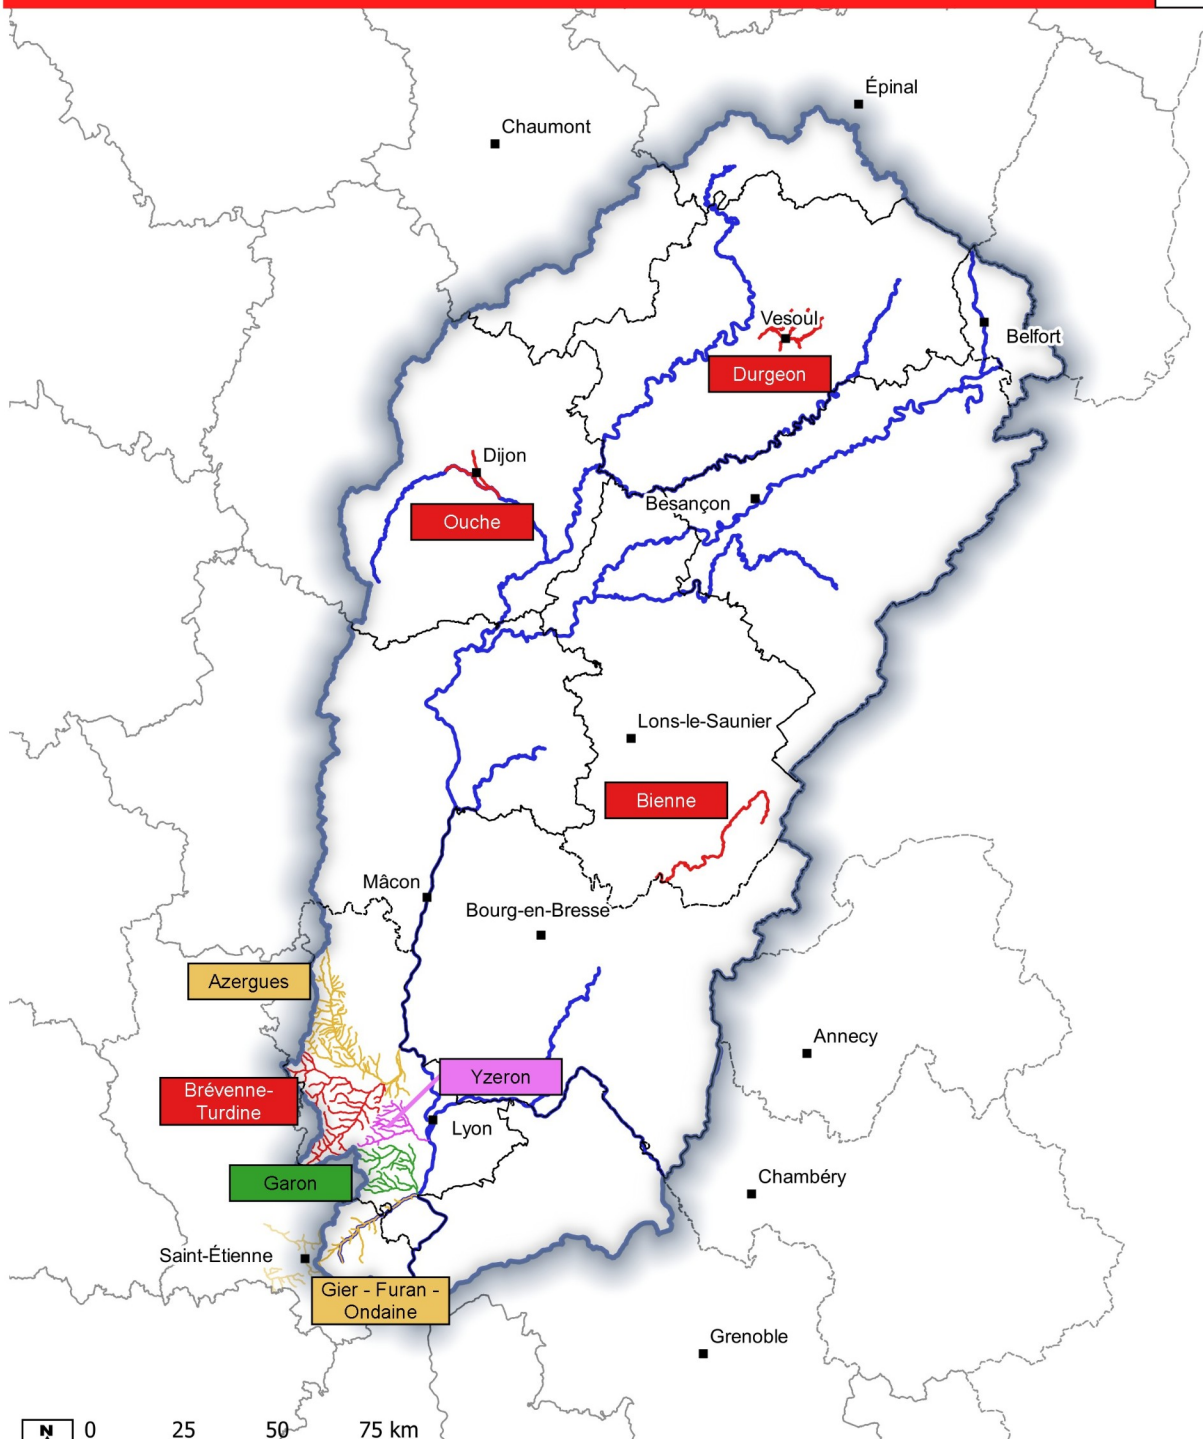 Épinal
Chaumont
Vesoul
Belfort
Durgeon
Dijon
Besançon
Ouche
Lons-le-Saunier
Bienne
Mâcon
Bourg-en-Bresse
Azergues
Annecy
Yzeron
Brévenne-
Turdine
Lyon
Garon
Chambéry
Saint-Étienne
Gier - Furan -
Ondaine
Grenoble
N 0 25 50 75 km